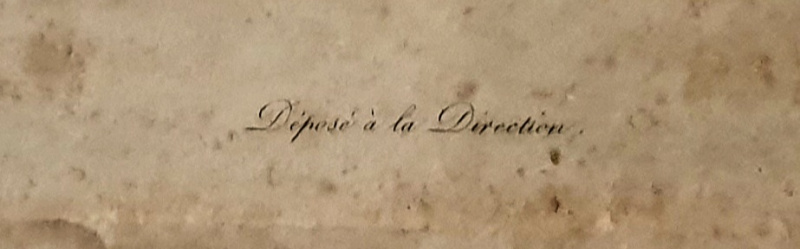 Déposé à la Direction.